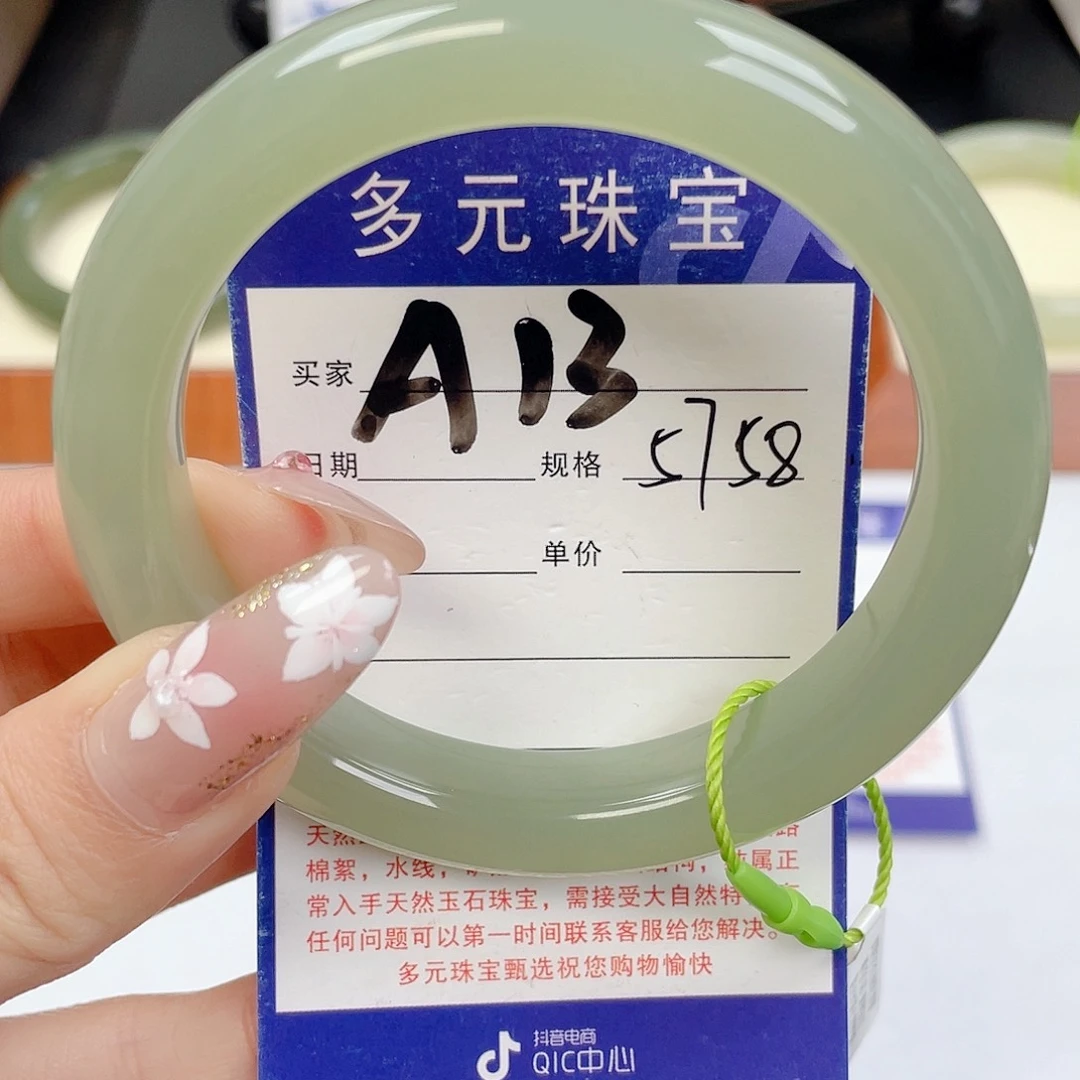 多元珠宝
买家 A13
日期 规格 57 58
单价
天然
棉絮，水线，
常入手天然玉石珠宝，需接受大自然特
任何问题可以第一时间联系客服给您解决。
多元珠宝甄选祝您购物愉快
抖音电商
QIC中心